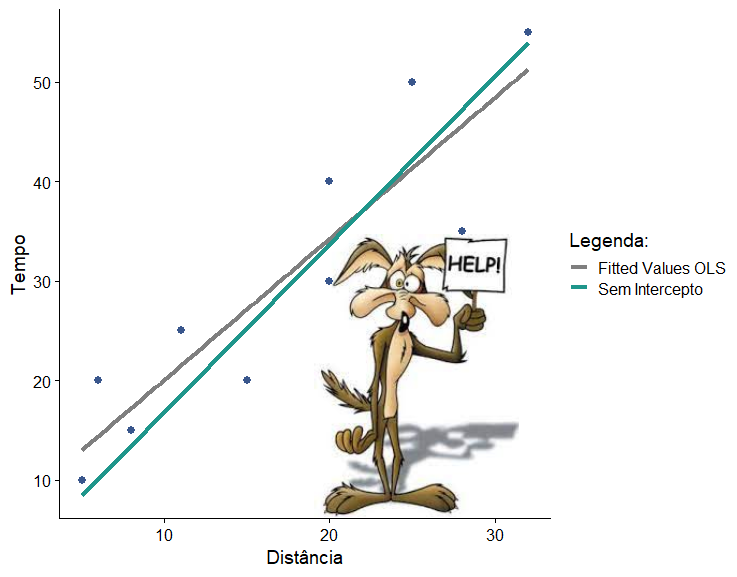 50
40
30
20
10
Tempo
10
20
30
Distância
HELP!
Legenda:
Fitted Values OLS
Sem Intercepto